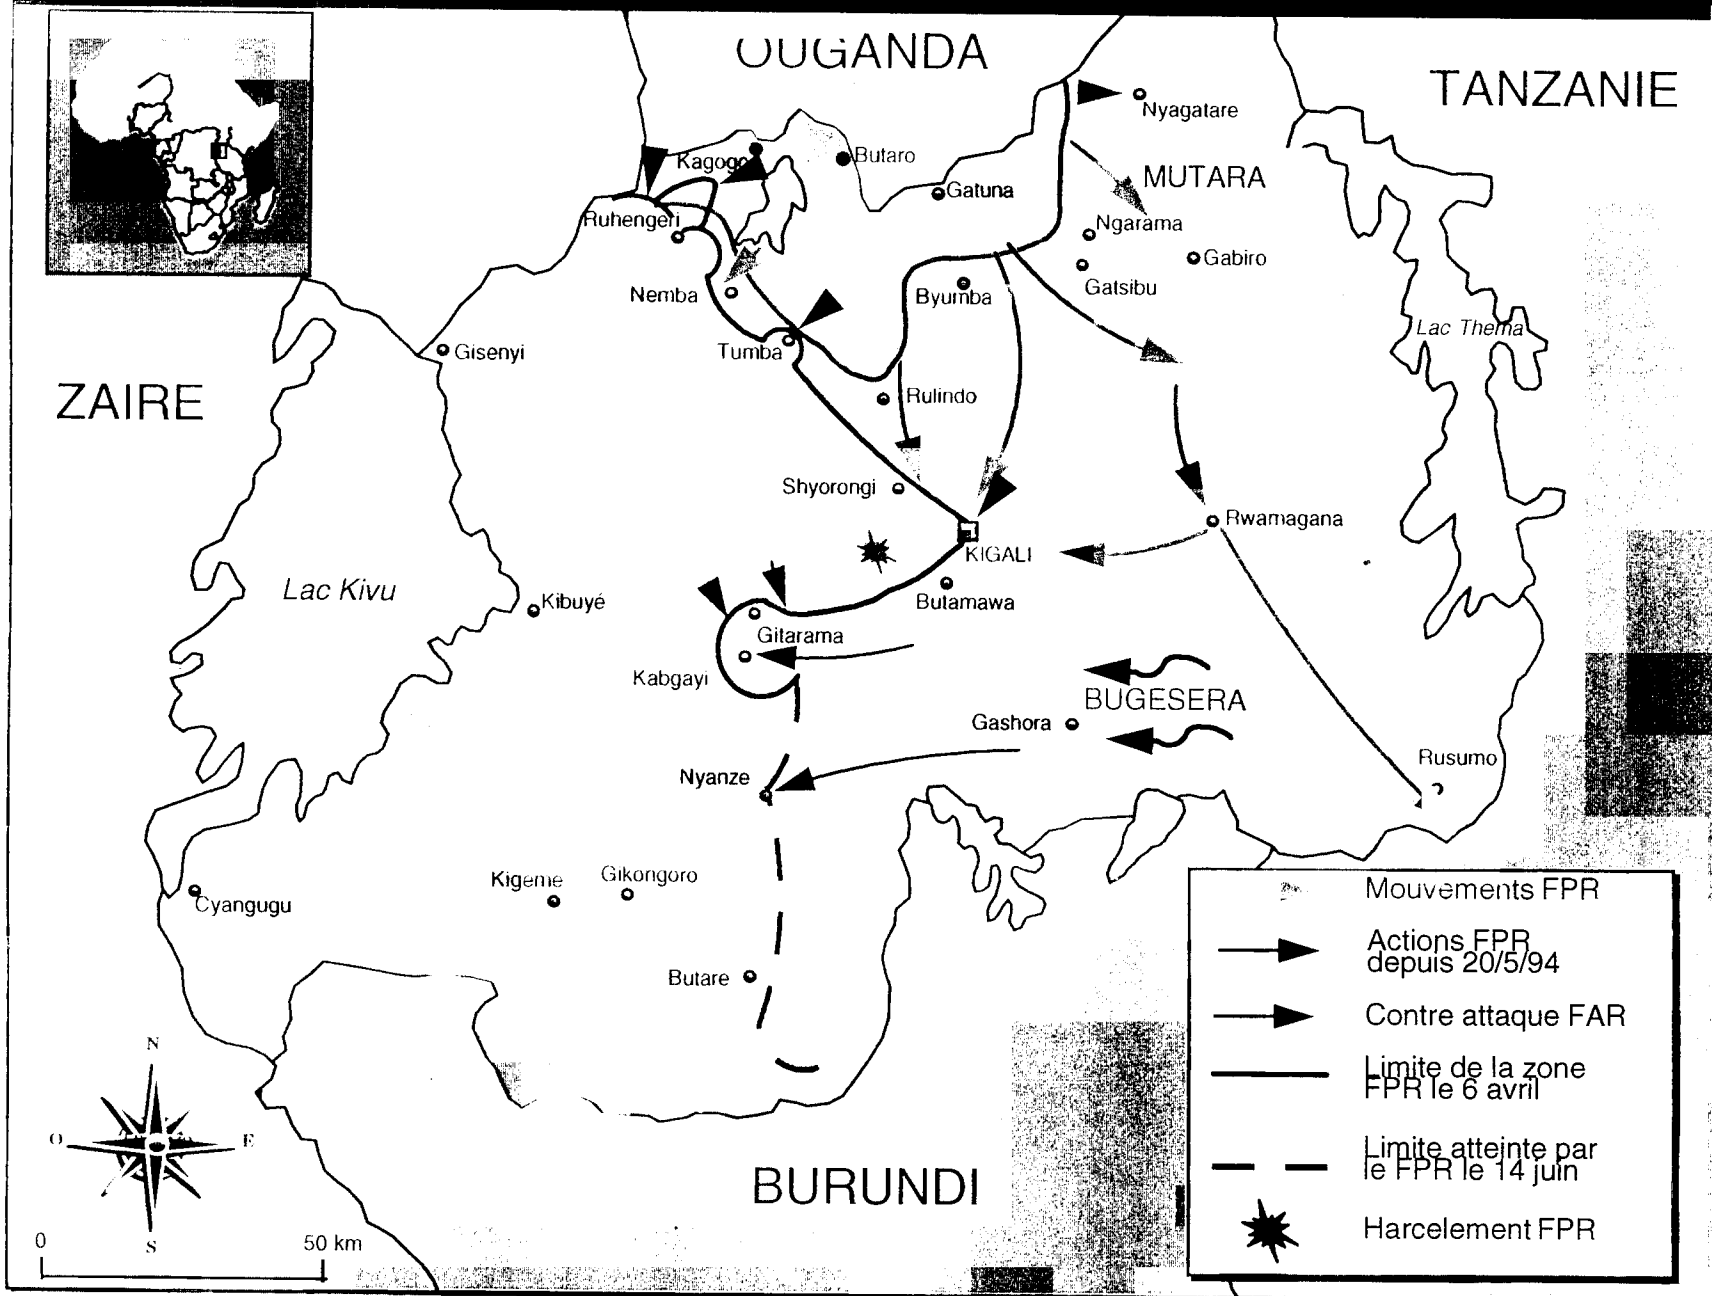 OUGANDA
TANZANIE
Nyagatare
Kagogo
Butaro
MUTARA
Gatuna
Ruhengeri
Ngarama
Gabiro
Gatsibu
Nemba
Byumba
Lac Thema
Tumba
Gisenyi
ZAIRE
Rulindo
Shyorongi
Rwamagana
KIGALI
Lac Kivu
Kibuyé
Butamawa
Gitarama
Kabgayi
BUGESERA
Gashora
Rusumo
Nyanze
Kigeme
Gikongoro
Cyangugu
Butare
Mouvements FPR
Actions FPR
depuis 20/5/94
Contre attaque FAR
Limite de la zone
FPR le 6 avril
Limite atteinte par
le FPR le 14 juin
Harcelement FPR
BURUNDI
N
O
E
S
0
50 km